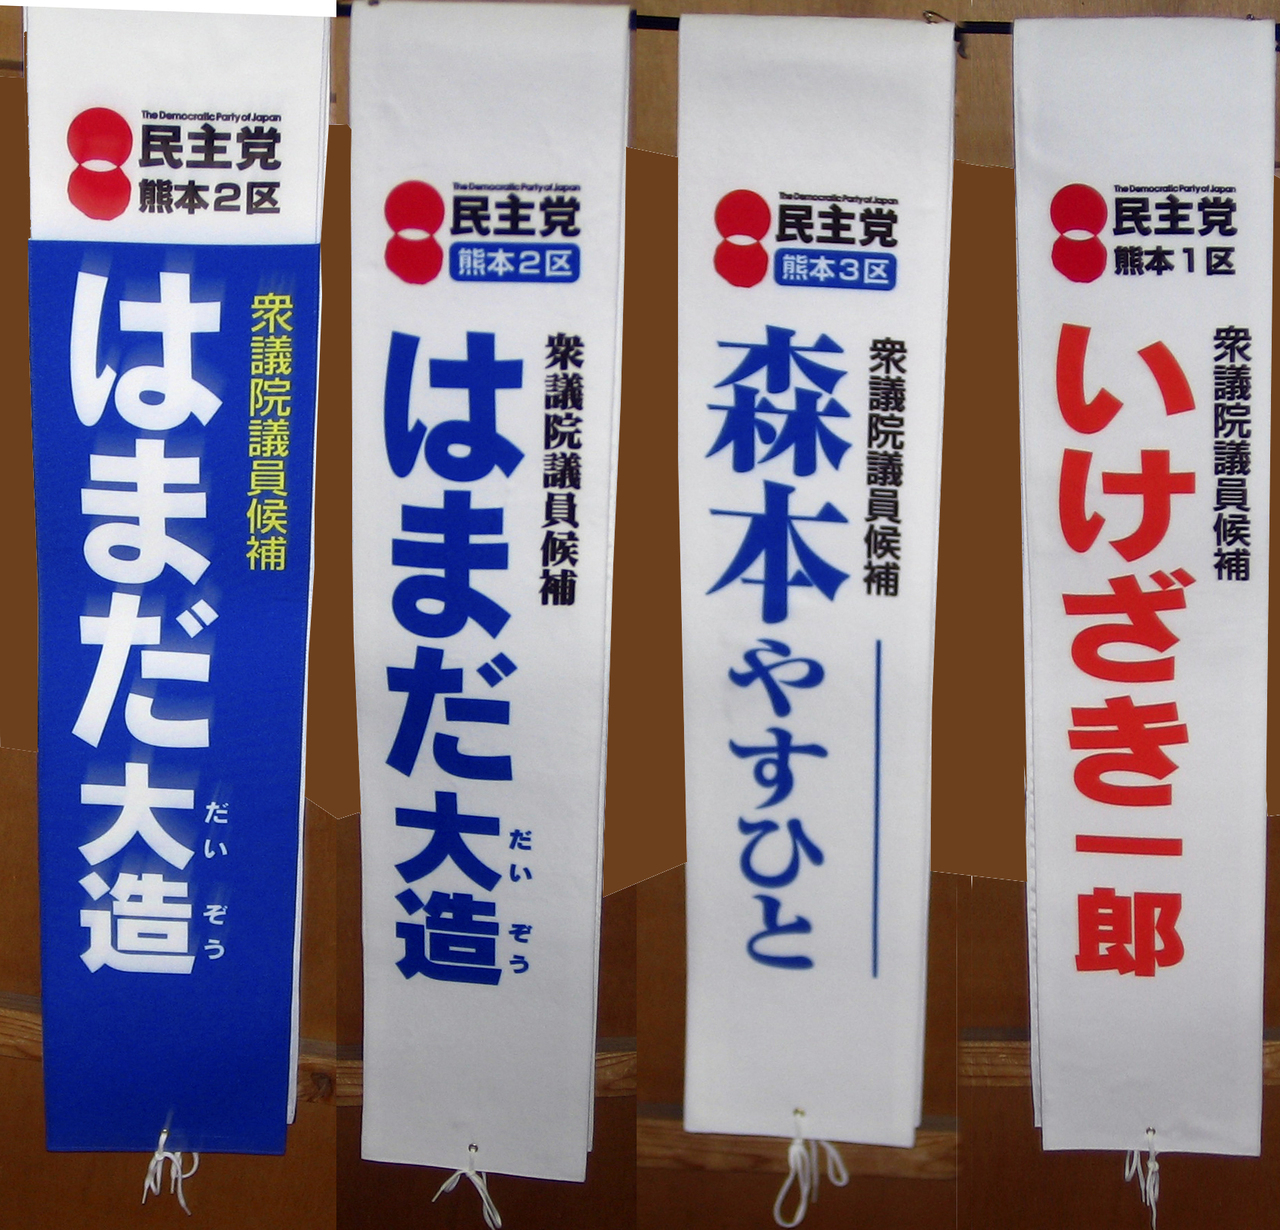 The Democratic Party of Japan
民主党
熊本2区
衆議院議員候補
はまだ大造
だいぞう
The Democratic Party of Japan
民主党
熊本2区
衆議院議員候補
はまだ大造
だいぞう
The Democratic Party of Japan
民主党
熊本3区
衆議院議員候補
森本やすひと
The Democratic Party of Japan
民主党
熊本1区
衆議院議員候補
いけざき一郎